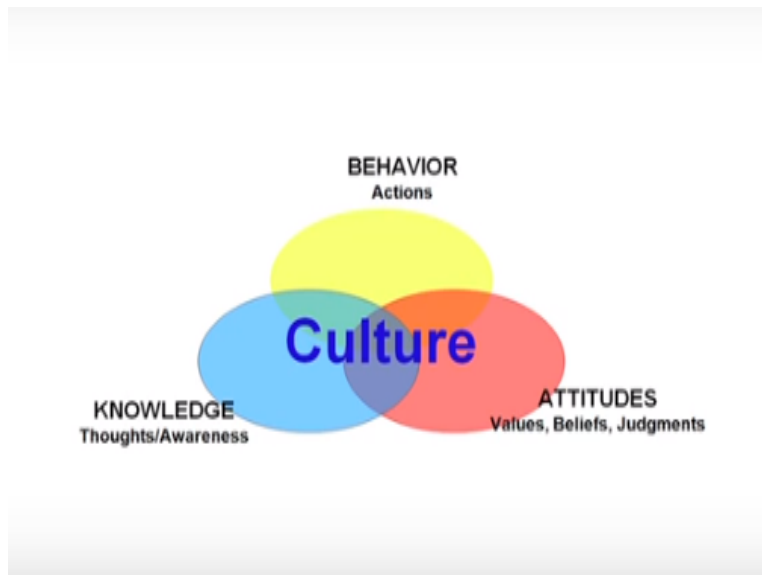 BEHAVIOR
Actions
Culture
KNOWLEDGE
Thoughts/Awareness
ATTITUDES
Values, Beliefs, Judgments